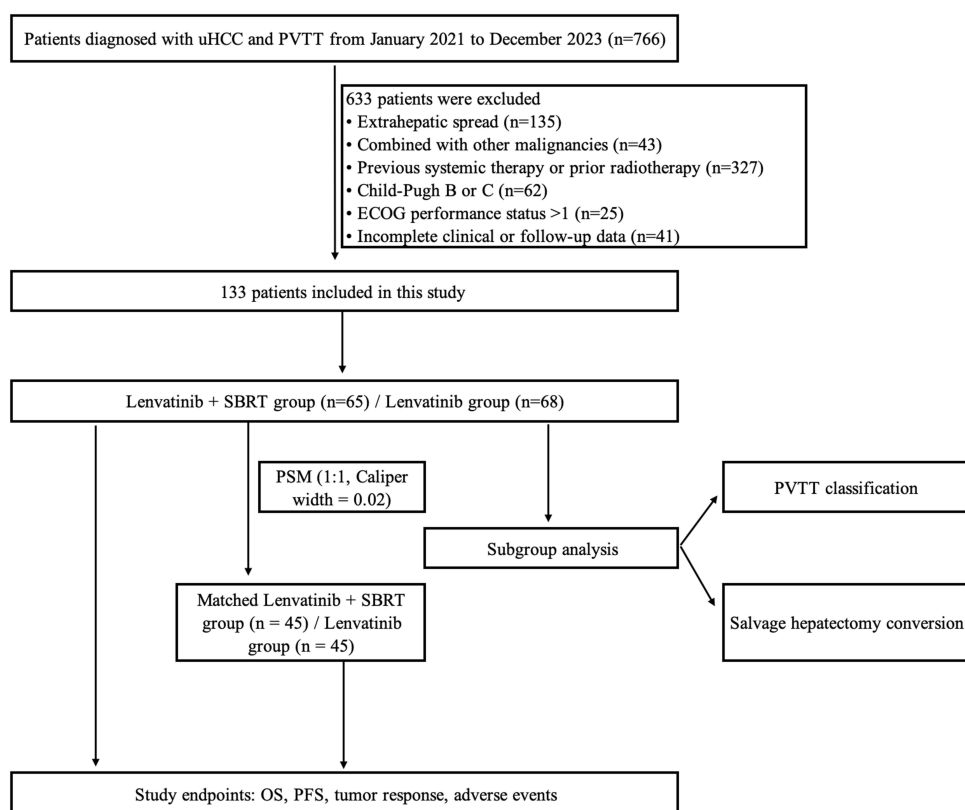 Patients diagnosed with uHCC and PVTT from January 2021 to December 2023 (n=766)
633 patients were excluded
• Extrahepatic spread (n=135)
• Combined with other malignancies (n=43)
• Previous systemic therapy or prior radiotherapy (n=327)
• Child-Pugh B or C (n=62)
• ECOG performance status >1 (n=25)
• Incomplete clinical or follow-up data (n=41)
133 patients included in this study
Lenvatinib + SBRT group (n=65) / Lenvatinib group (n=68)
PSM (1:1, Caliper
width = 0.02)
PVTT classification
Subgroup analysis
Matched Lenvatinib + SBRT
group (n = 45) / Lenvatinib
group (n = 45)
Salvage hepatectomy conversion
Study endpoints: OS, PFS, tumor response, adverse events